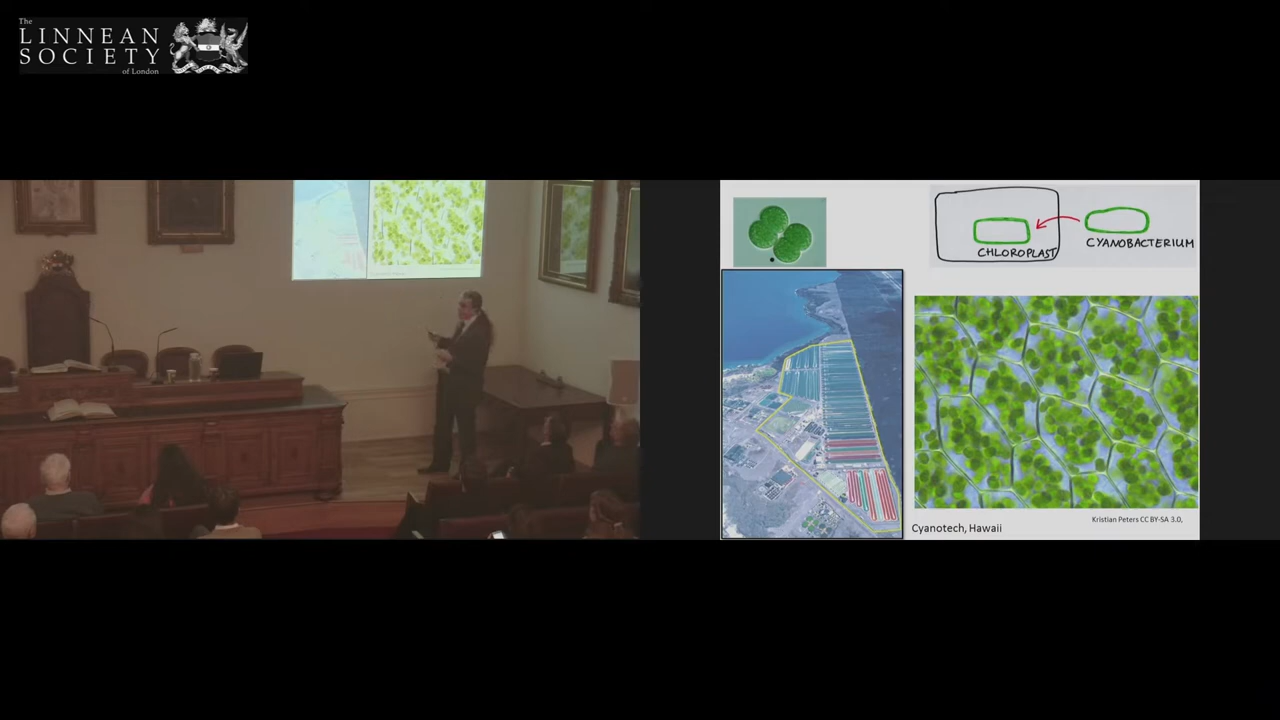 The
LINNEAN
SOCIETY
of London
CHLOROPLAST
CYANOBACTERIUM
Kristian Peters CC BY-SA 3.0,
Cyanotech, Hawaii